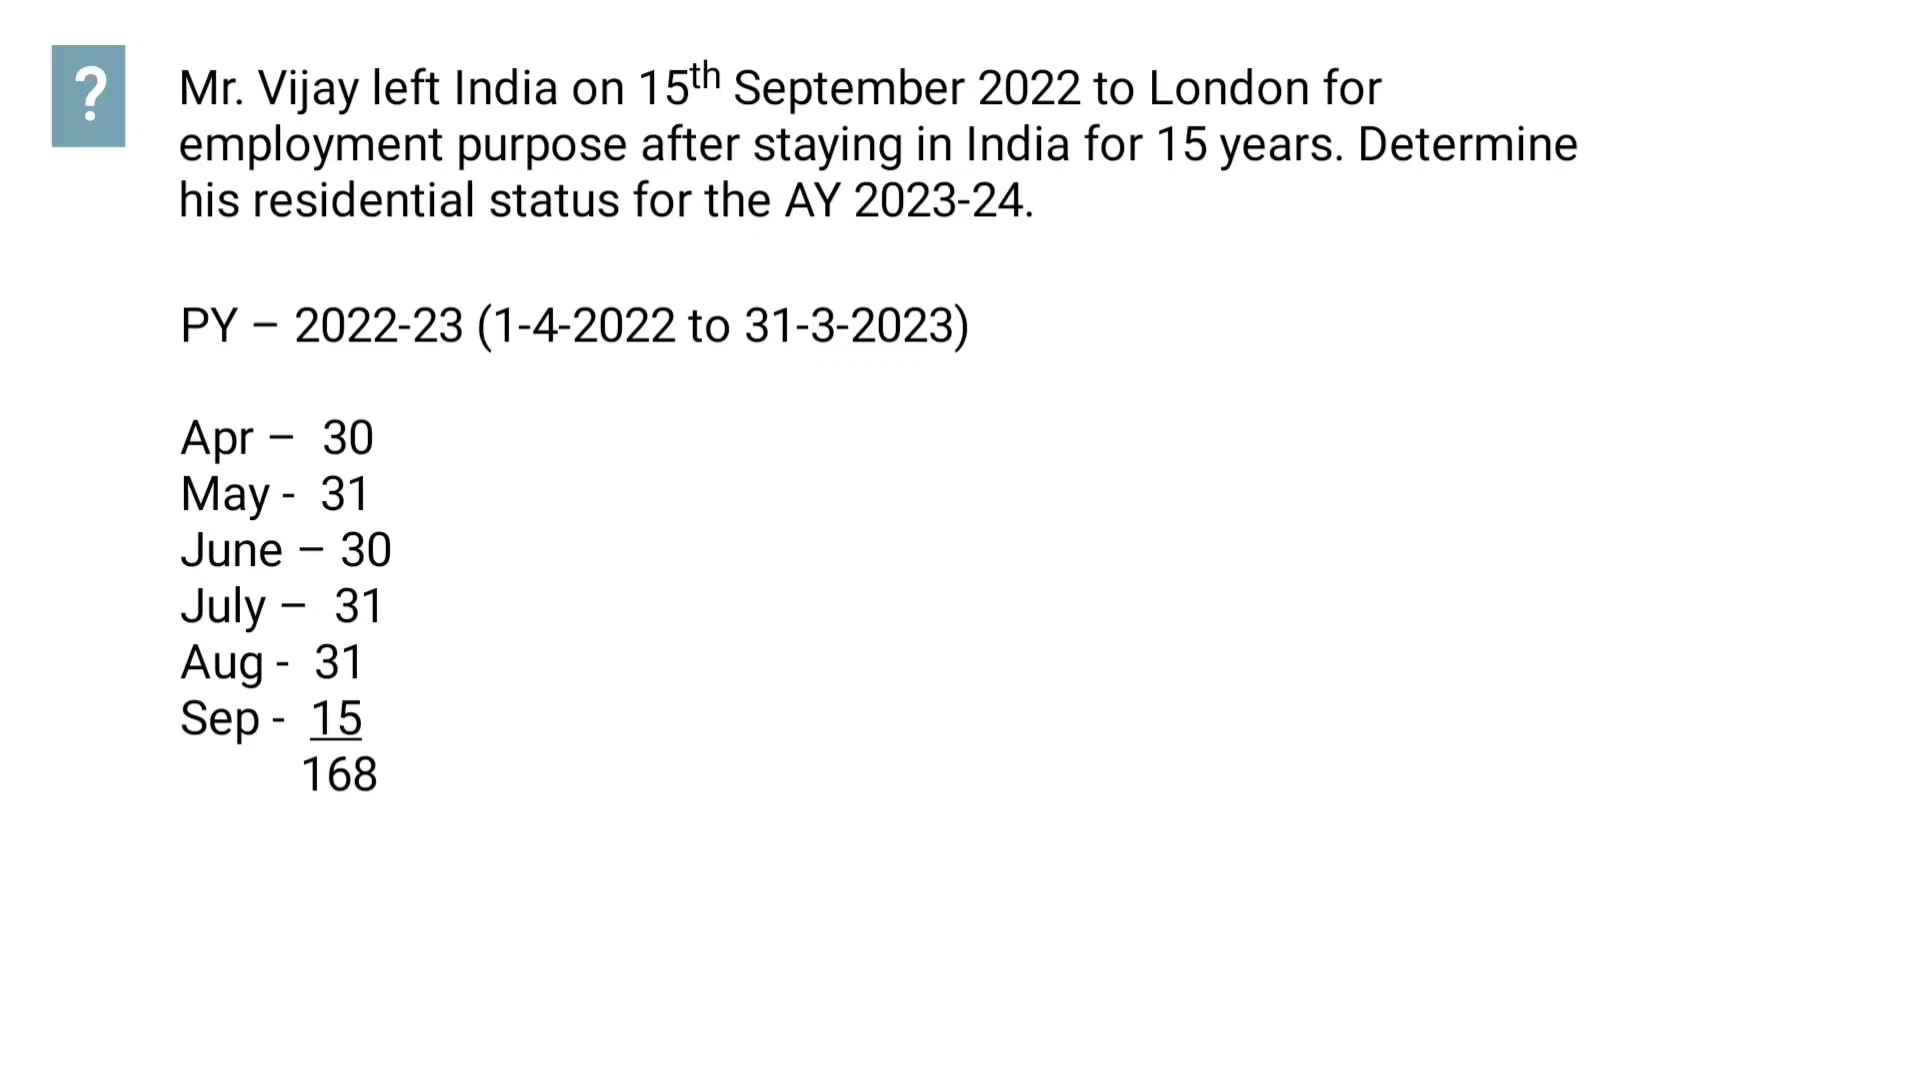 ?
Mr. Vijay left India on 15th September 2022 to London for
employment purpose after staying in India for 15 years. Determine
his residential status for the AY 2023-24.
PY – 2022-23 (1-4-2022 to 31-3-2023)
Apr – 30
May - 31
June – 30
July – 31
Aug - 31
Sep - 15
168